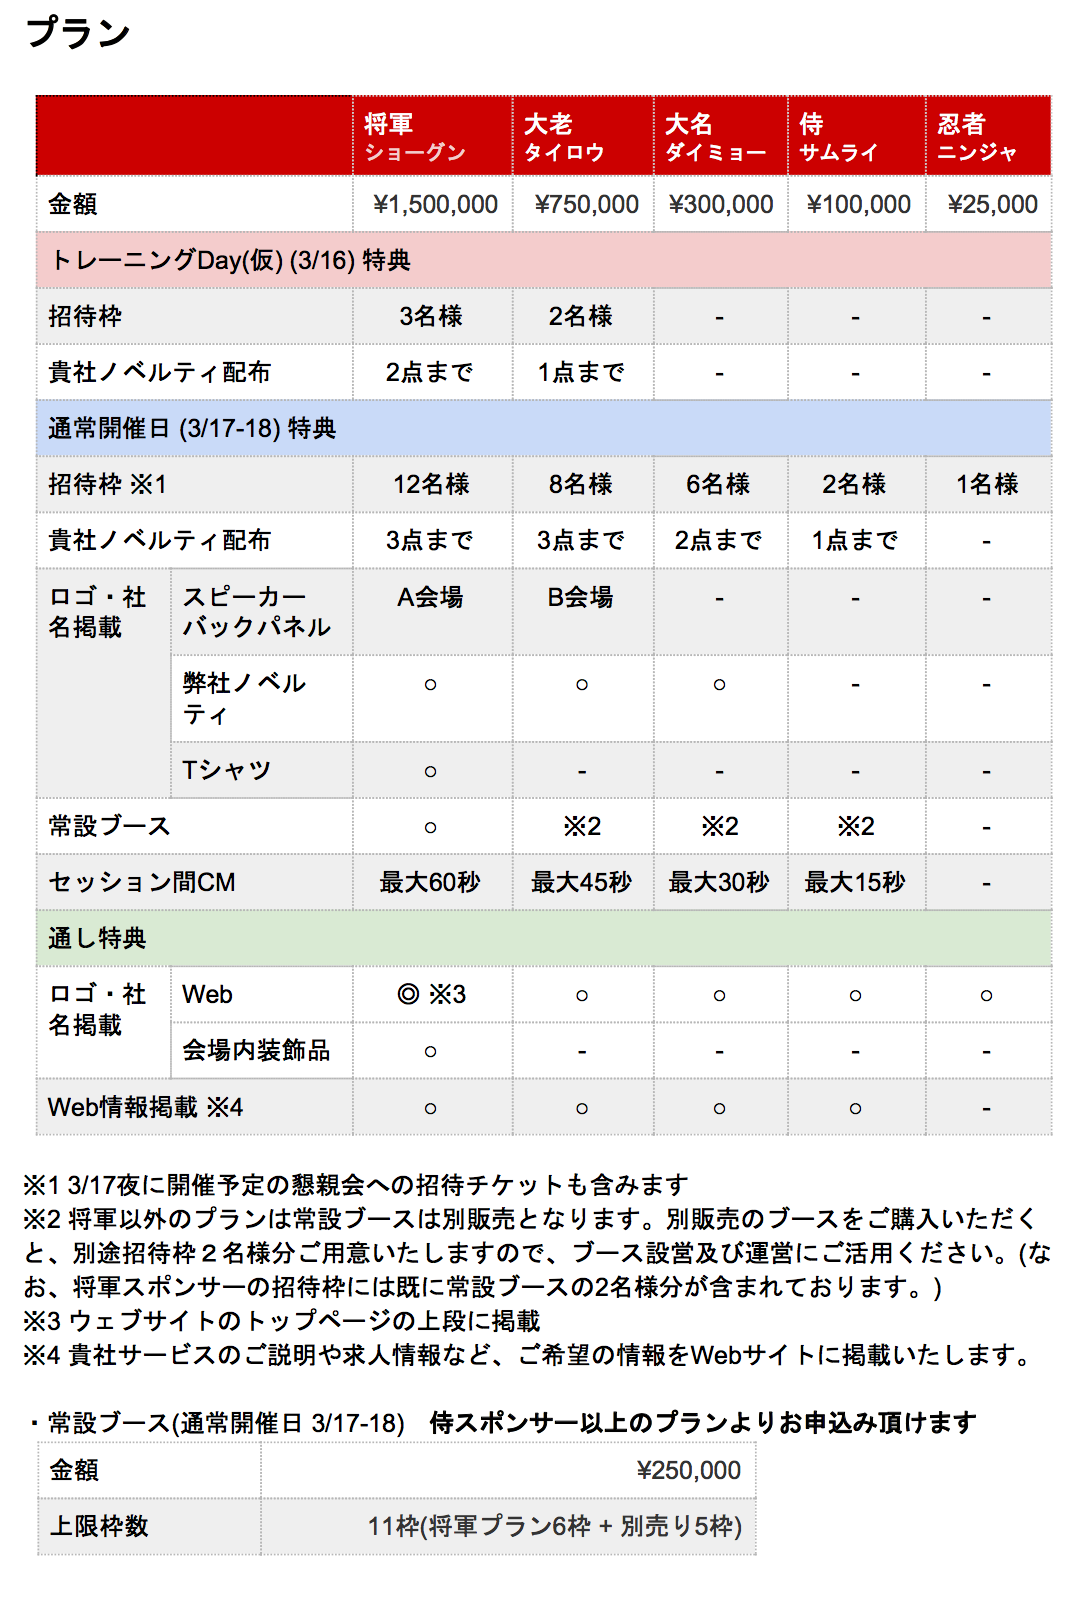 プラン
将軍 大老 大名 侍 忍者
ショーグン タイロウ ダイミョー サムライ ニンジャ
金額 ¥1,500,000 ¥750,000 ¥300,000 ¥100,000 ¥25,000
トレーニングDay(仮) (3/16) 特典
招待枠 3名様 2名様 - - -
貴社ノベルティ配布 2点まで 1点まで - - -
通常開催日 (3/17-18) 特典
招待枠 ※1 12名様 8名様 6名様 2名様 1名様
貴社ノベルティ配布 3点まで 3点まで 2点まで 1点まで -
ロゴ・社 スピーカー A会場 B会場 - - -
名掲載 バックパネル
弊社ノベル ○ ○ ○ - -
ティ
Tシャツ ○ - - - -
常設ブース ○ ※2 ※2 ※2 -
セッション間CM 最大60秒 最大45秒 最大30秒 最大15秒 -
通し特典
ロゴ・社 Web ◎ ※3 ○ ○ ○ ○
名掲載
会場内装飾品 ○ - - - -
Web情報掲載 ※4 ○ ○ ○ ○ -
※1 3/17夜に開催予定の懇親会への招待チケットも含みます
※2 将軍以外のプランは常設ブースは別販売となります。別販売のブースをご購入いただく
と、別途招待枠２名様分ご用意いたしますので、ブース設営及び運営にご活用ください。(な
お、将軍スポンサーの招待枠には既に常設ブースの2名様分が含まれております。)
※3 ウェブサイトのトップページの上段に掲載
※4 貴社サービスのご説明や求人情報など、ご希望の情報をWebサイトに掲載いたします。
・常設ブース(通常開催日 3/17-18) 侍スポンサー以上のプランよりお申込み頂けます
金額 ¥250,000
上限枠数 11枠(将軍プラン6枠 + 別売り5枠)